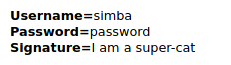 Username=simba
Password=password
Signature=I am a super-cat